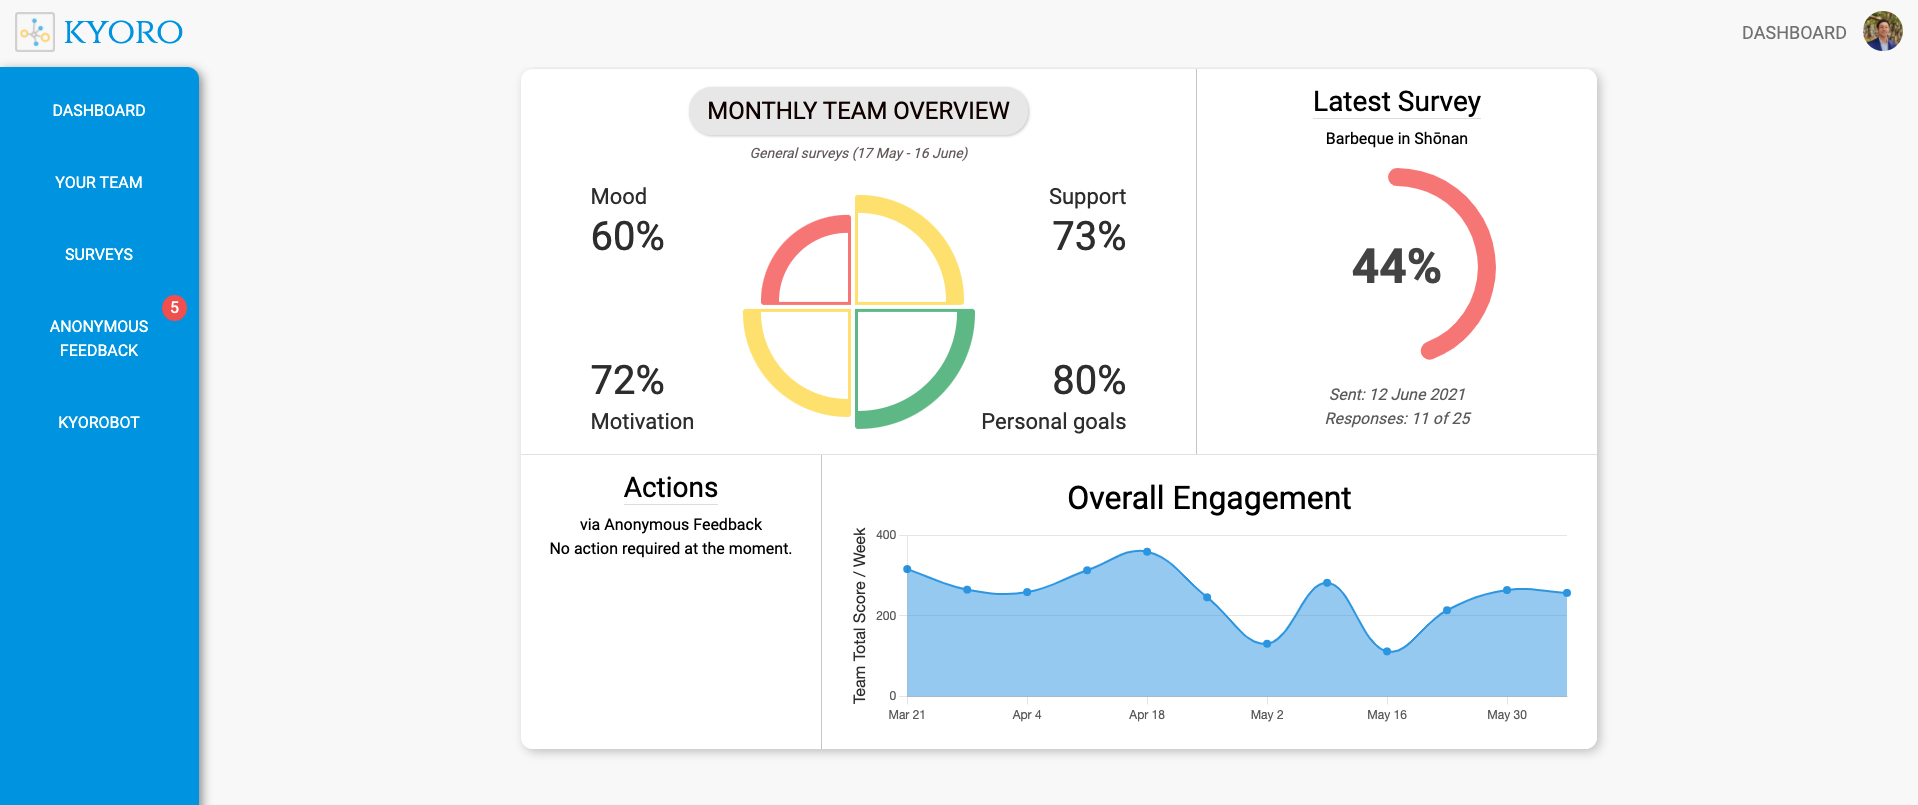 KYORO
DASHBOARD
DASHBOARD
YOUR TEAM
SURVEYS
5
ANONYMOUS
FEEDBACK
KYOROBOT
MONTHLY TEAM OVERVIEW
General surveys (17 May - 16 June)
Mood
60%
Support
73%
72%
Motivation
80%
Personal goals
Latest Survey
Barbeque in Shōnan
44%
Sent: 12 June 2021
Responses: 11 of 25
Actions
via Anonymous Feedback
No action required at the moment.
Overall Engagement
Team Total Score / Week
400
200
0
Mar 21
Apr 4
Apr 18
May 2
May 16
May 30